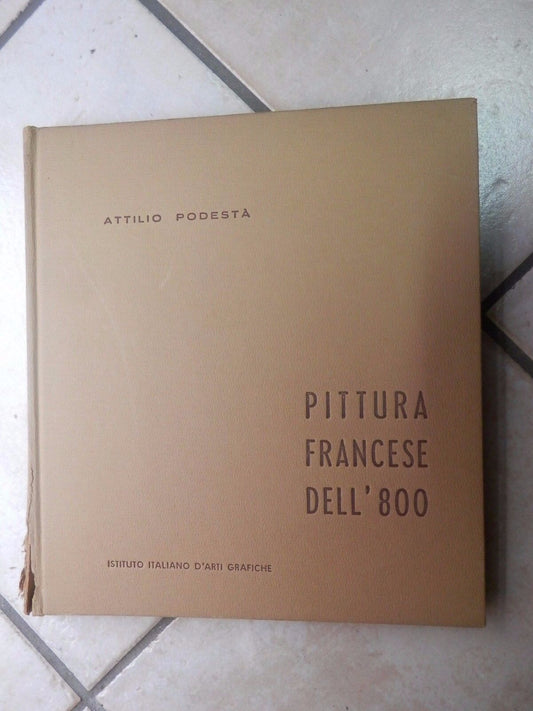 ATTILIO PODESTÀ
PITTURA
FRANCESE
DELL'800
ISTITUTO ITALIANO D'ARTI GRAFICHE